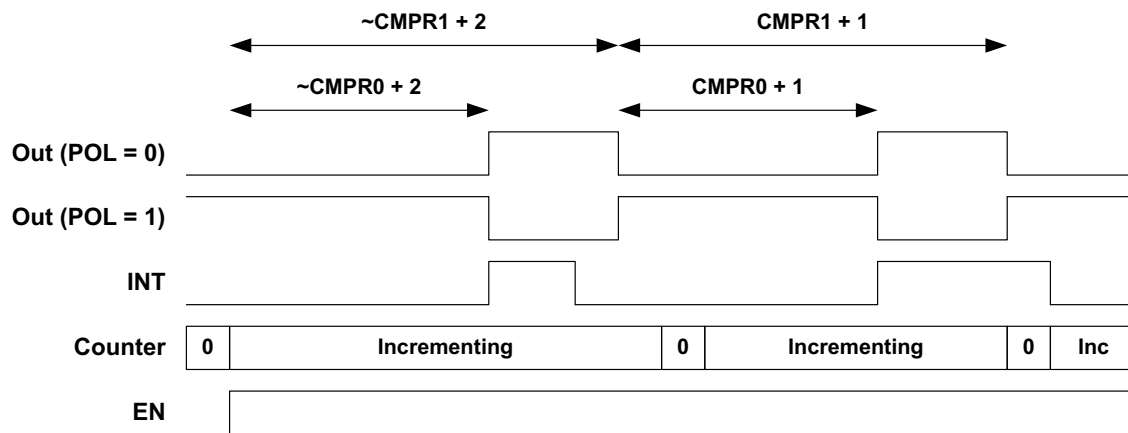 ~CMPR1 + 2 CMPR1 + 1
~CMPR0 + 2 CMPR0 + 1
Out (POL = 0)
Out (POL = 1)
INT
Counter 0 Incrementing 0 Incrementing 0 Inc
EN